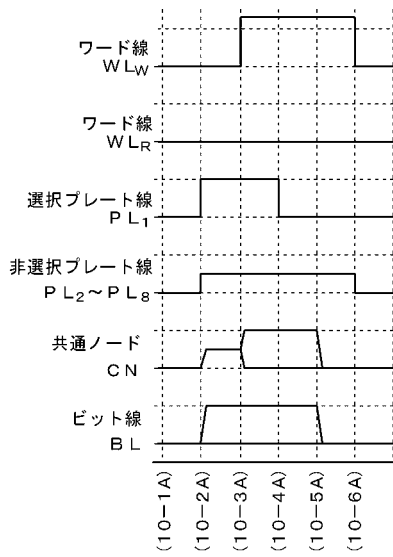 ワード線
WLW
ワード線
WLR
選択プレート線
PL1
非選択プレート線
PL2～PL8
共通ノード
CN
ビット線
BL
(10-1A)
(10-2A)
(10-3A)
(10-4A)
(10-5A)
(10-6A)